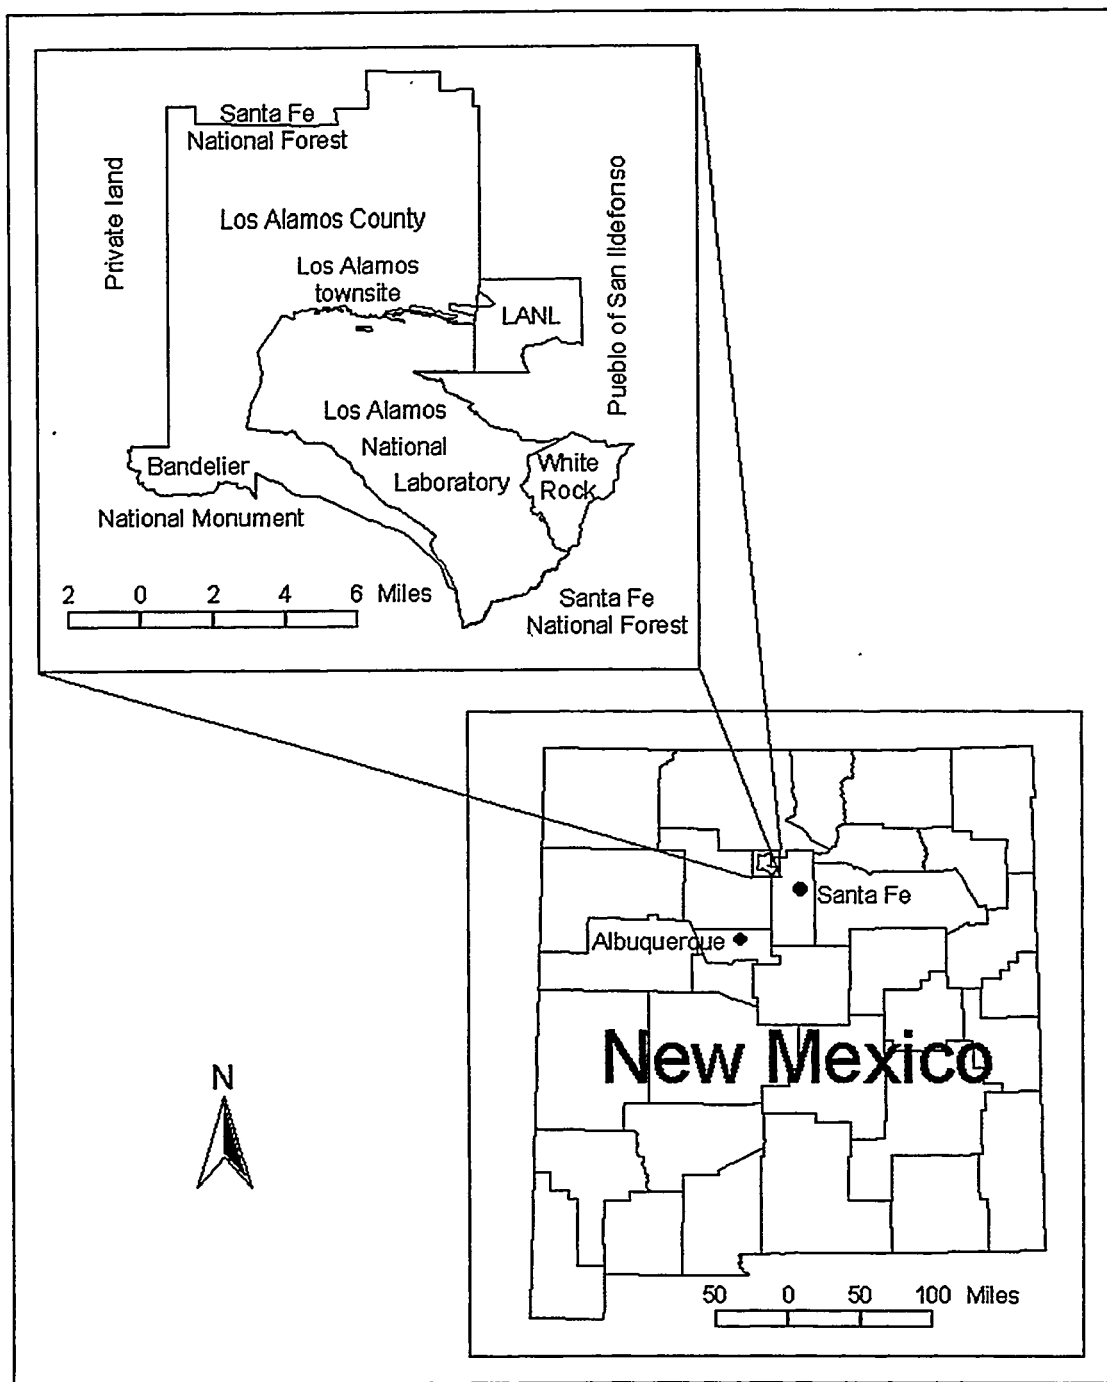 Santa Fe
National Forest
Private land
Pueblo of San Ildefonso
Los Alamos County
Los Alamos
townsite
LANL
Los Alamos
National
Laboratory
White
Rock
Bandelier
National Monument
2 0 2 4 6 Miles
Santa Fe
National Forest
Santa Fe
Albuquerque
New Mexico
N
50 0 50 100 Miles